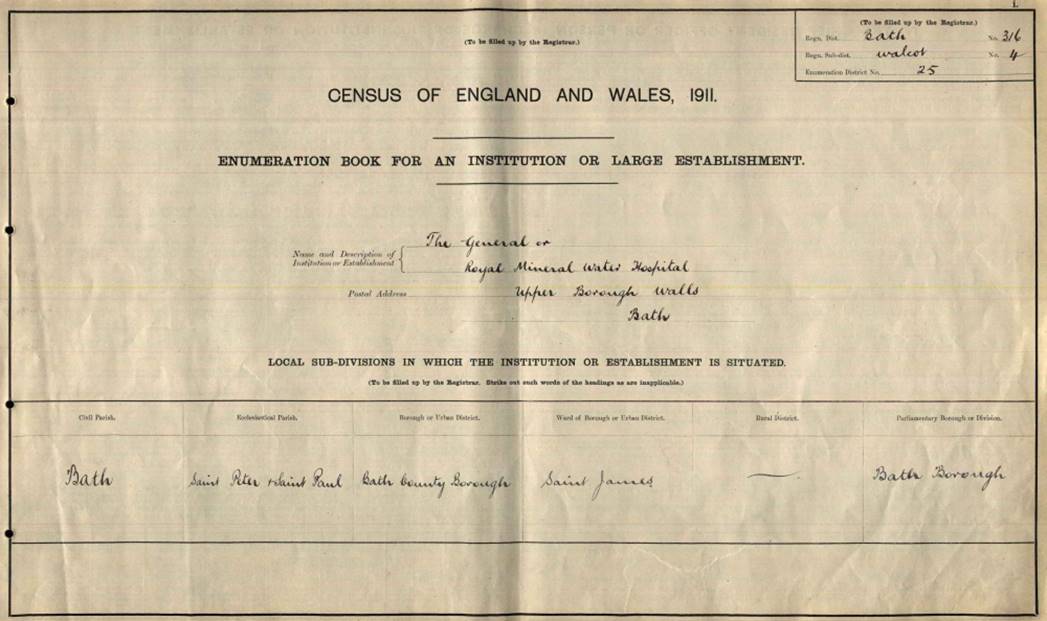 1
(To be filled up by the Registrar.)
(To be filled up by the Registrar.)
Regn. Dist. Bath No. 316
Regn. Sub-dist. Walcot No. 4
Enumeration District No. 25
CENSUS OF ENGLAND AND WALES, 1911.
ENUMERATION BOOK FOR AN INSTITUTION OR LARGE ESTABLISHMENT.
Name and Description of
Institution or Establishment
The General or
Royal Mineral Water Hospital
Postal Address Upper Borough Walls
Bath
LOCAL SUB-DIVISIONS IN WHICH THE INSTITUTION OR ESTABLISHMENT IS SITUATED.
(To be filled up by the Registrar. Strike out such words of the headings as are inapplicable.)
Civil Parish. Ecclesiastical Parish. Borough or Urban District. Ward of Borough or Urban District. Rural District. Parliamentary Borough or Division.
Bath Saint Peter & Saint Paul Bath County Borough Saint James — Bath Borough